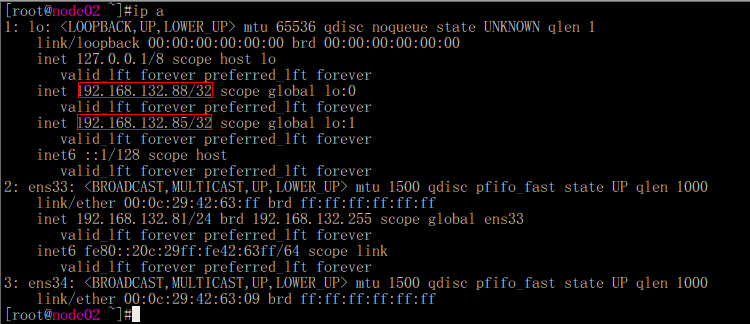 [root@node02 ~]#ip a
1: lo: <LOOPBACK,UP,LOWER_UP> mtu 65536 qdisc noqueue state UNKNOWN qlen 1
    link/loopback 00:00:00:00:00:00 brd 00:00:00:00:00:00
    inet 127.0.0.1/8 scope host lo
       valid_lft forever preferred_lft forever
    inet 192.168.132.88/32 scope global lo:0
       valid_lft forever preferred_lft forever
    inet 192.168.132.85/32 scope global lo:1
       valid_lft forever preferred_lft forever
    inet6 ::1/128 scope host
       valid_lft forever preferred_lft forever
2: ens33: <BROADCAST,MULTICAST,UP,LOWER_UP> mtu 1500 qdisc pfifo_fast state UP qlen 1000
    link/ether 00:0c:29:42:63:ff brd ff:ff:ff:ff:ff:ff
    inet 192.168.132.81/24 brd 192.168.132.255 scope global ens33
       valid_lft forever preferred_lft forever
    inet6 fe80::20c:29ff:fe42:63ff/64 scope link
       valid_lft forever preferred_lft forever
3: ens34: <BROADCAST,MULTICAST,UP,LOWER_UP> mtu 1500 qdisc pfifo_fast state UP qlen 1000
    link/ether 00:0c:29:42:63:09 brd ff:ff:ff:ff:ff:ff
[root@node02 ~]#